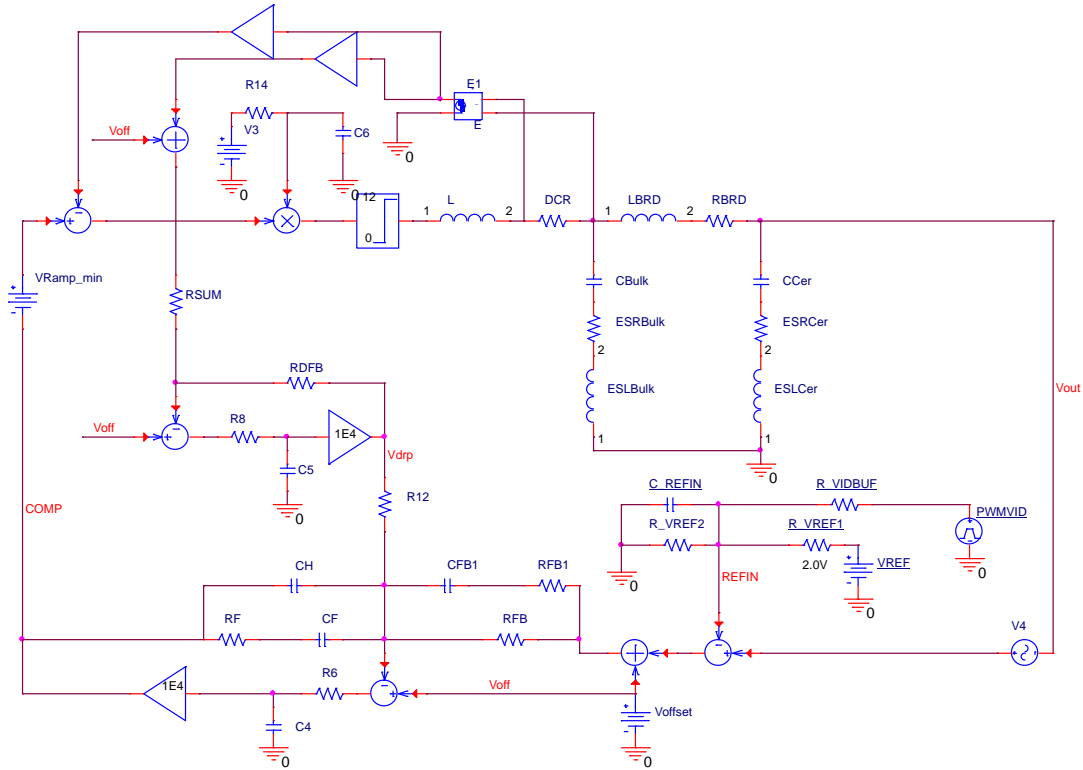 E1
R14
V3
C6
E
Voff
0
0
0
+
-
12
0
L
1
2
DCR
LBRD
1
2
RBRD
VRamp_min
RSUM
CBulk
CCer
ESRBulk
ESRCer
2
2
ESLBulk
ESLCer
1
1
0
RDFB
Vout
Voff
R8
1E4
Vdrp
C5
0
R12
COMP
C_REFIN
R_VIDBUF
PWMVID
0
R_VREF2
R_VREF1
2.0V
VREF
0
0
REFIN
CH
CFB1
RFB1
RF
CF
RFB
V4
R6
1E4
Voff
C4
0
Voffset
0